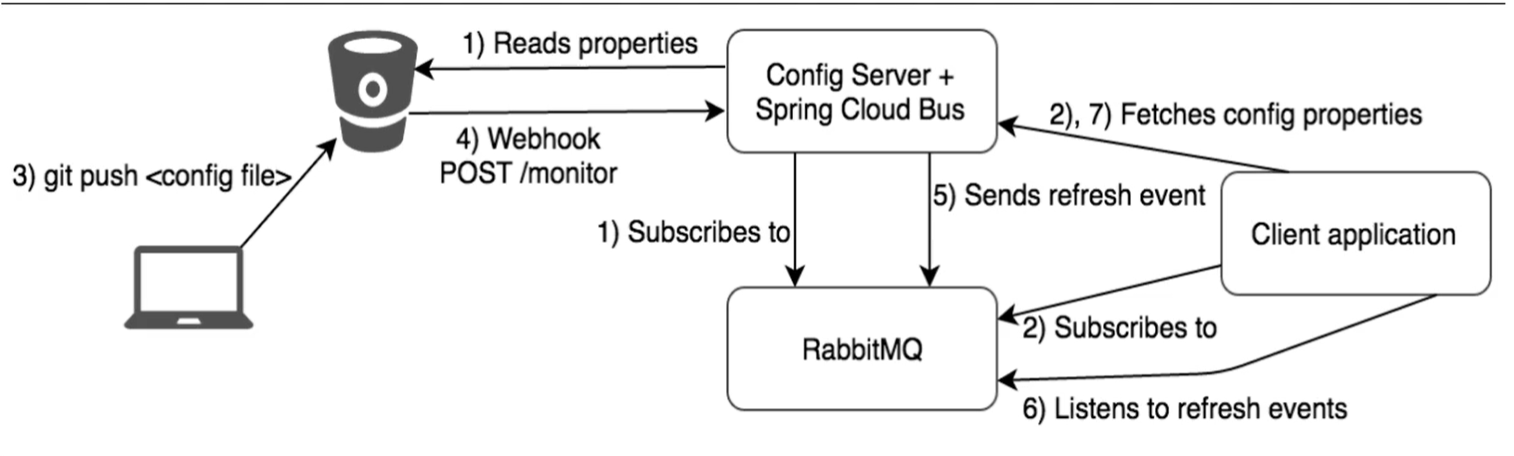 1) Reads properties
Config Server +
Spring Cloud Bus
2), 7) Fetches config properties
4) Webhook
POST /monitor
3) git push <config file>
5) Sends refresh event
1) Subscribes to
Client application
2) Subscribes to
RabbitMQ
6) Listens to refresh events